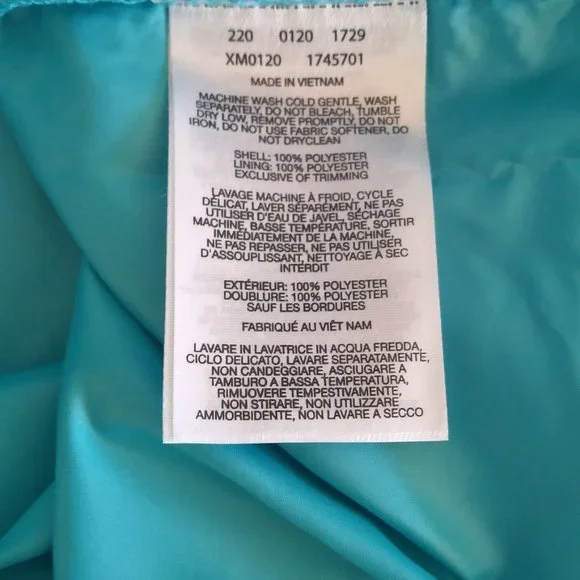 220 0120 1729
XM0120 1745701
MADE IN VIETNAM
MACHINE WASH COLD GENTLE, WASH
SEPARATELY, DO NOT BLEACH, TUMBLE
DRY LOW, REMOVE PROMPTLY, DO NOT
IRON, DO NOT USE FABRIC SOFTENER, DO
NOT DRYCLEAN
SHELL: 100% POLYESTER
LINING: 100% POLYESTER
EXCLUSIVE OF TRIMMING
LAVAGE MACHINE À FROID, CYCLE
DÉLICAT, LAVER SÉPARÉMENT, NE PAS
UTILISER D'EAU DE JAVEL, SÉCHAGE
MACHINE, BASSE TEMPÉRATURE, SORTIR
IMMÉDIATEMENT DE LA MACHINE,
NE PAS REPASSER, NE PAS UTILISER
D'ASSOUPLISSANT, NETTOYAGE À SEC
INTERDIT
EXTÉRIEUR: 100% POLYESTER
DOUBLURE: 100% POLYESTER
SAUF LES BORDURES
FABRIQUÉ AU VIÊT NAM
LAVARE IN LAVATRICE IN ACQUA FREDDA,
CICLO DELICATO, LAVARE SEPARATAMENTE,
NON CANDEGGIARE, ASCIUGARE A
TAMBURO A BASSA TEMPERATURA,
RIMUOVERE TEMPESTIVAMENTE,
NON STIRARE, NON UTILIZZARE
AMMORBIDENTE, NON LAVARE A SECCO